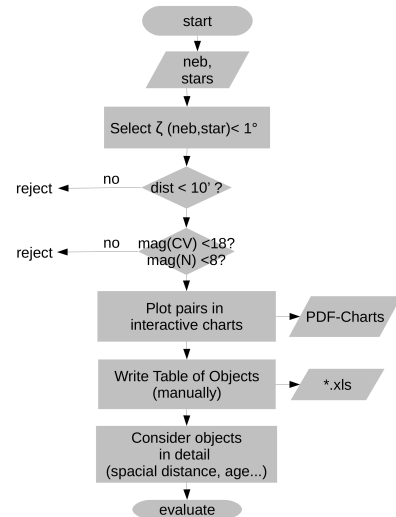 start
neb,
stars
Select ζ (neb,star)< 1°
dist < 10' ?
no
reject
mag(CV) <18?
mag(N) <8?
no
reject
Plot pairs in
interactive charts
PDF-Charts
Write Table of Objects
(manually)
*.xls
Consider objects
in detail
(spacial distance, age...)
evaluate